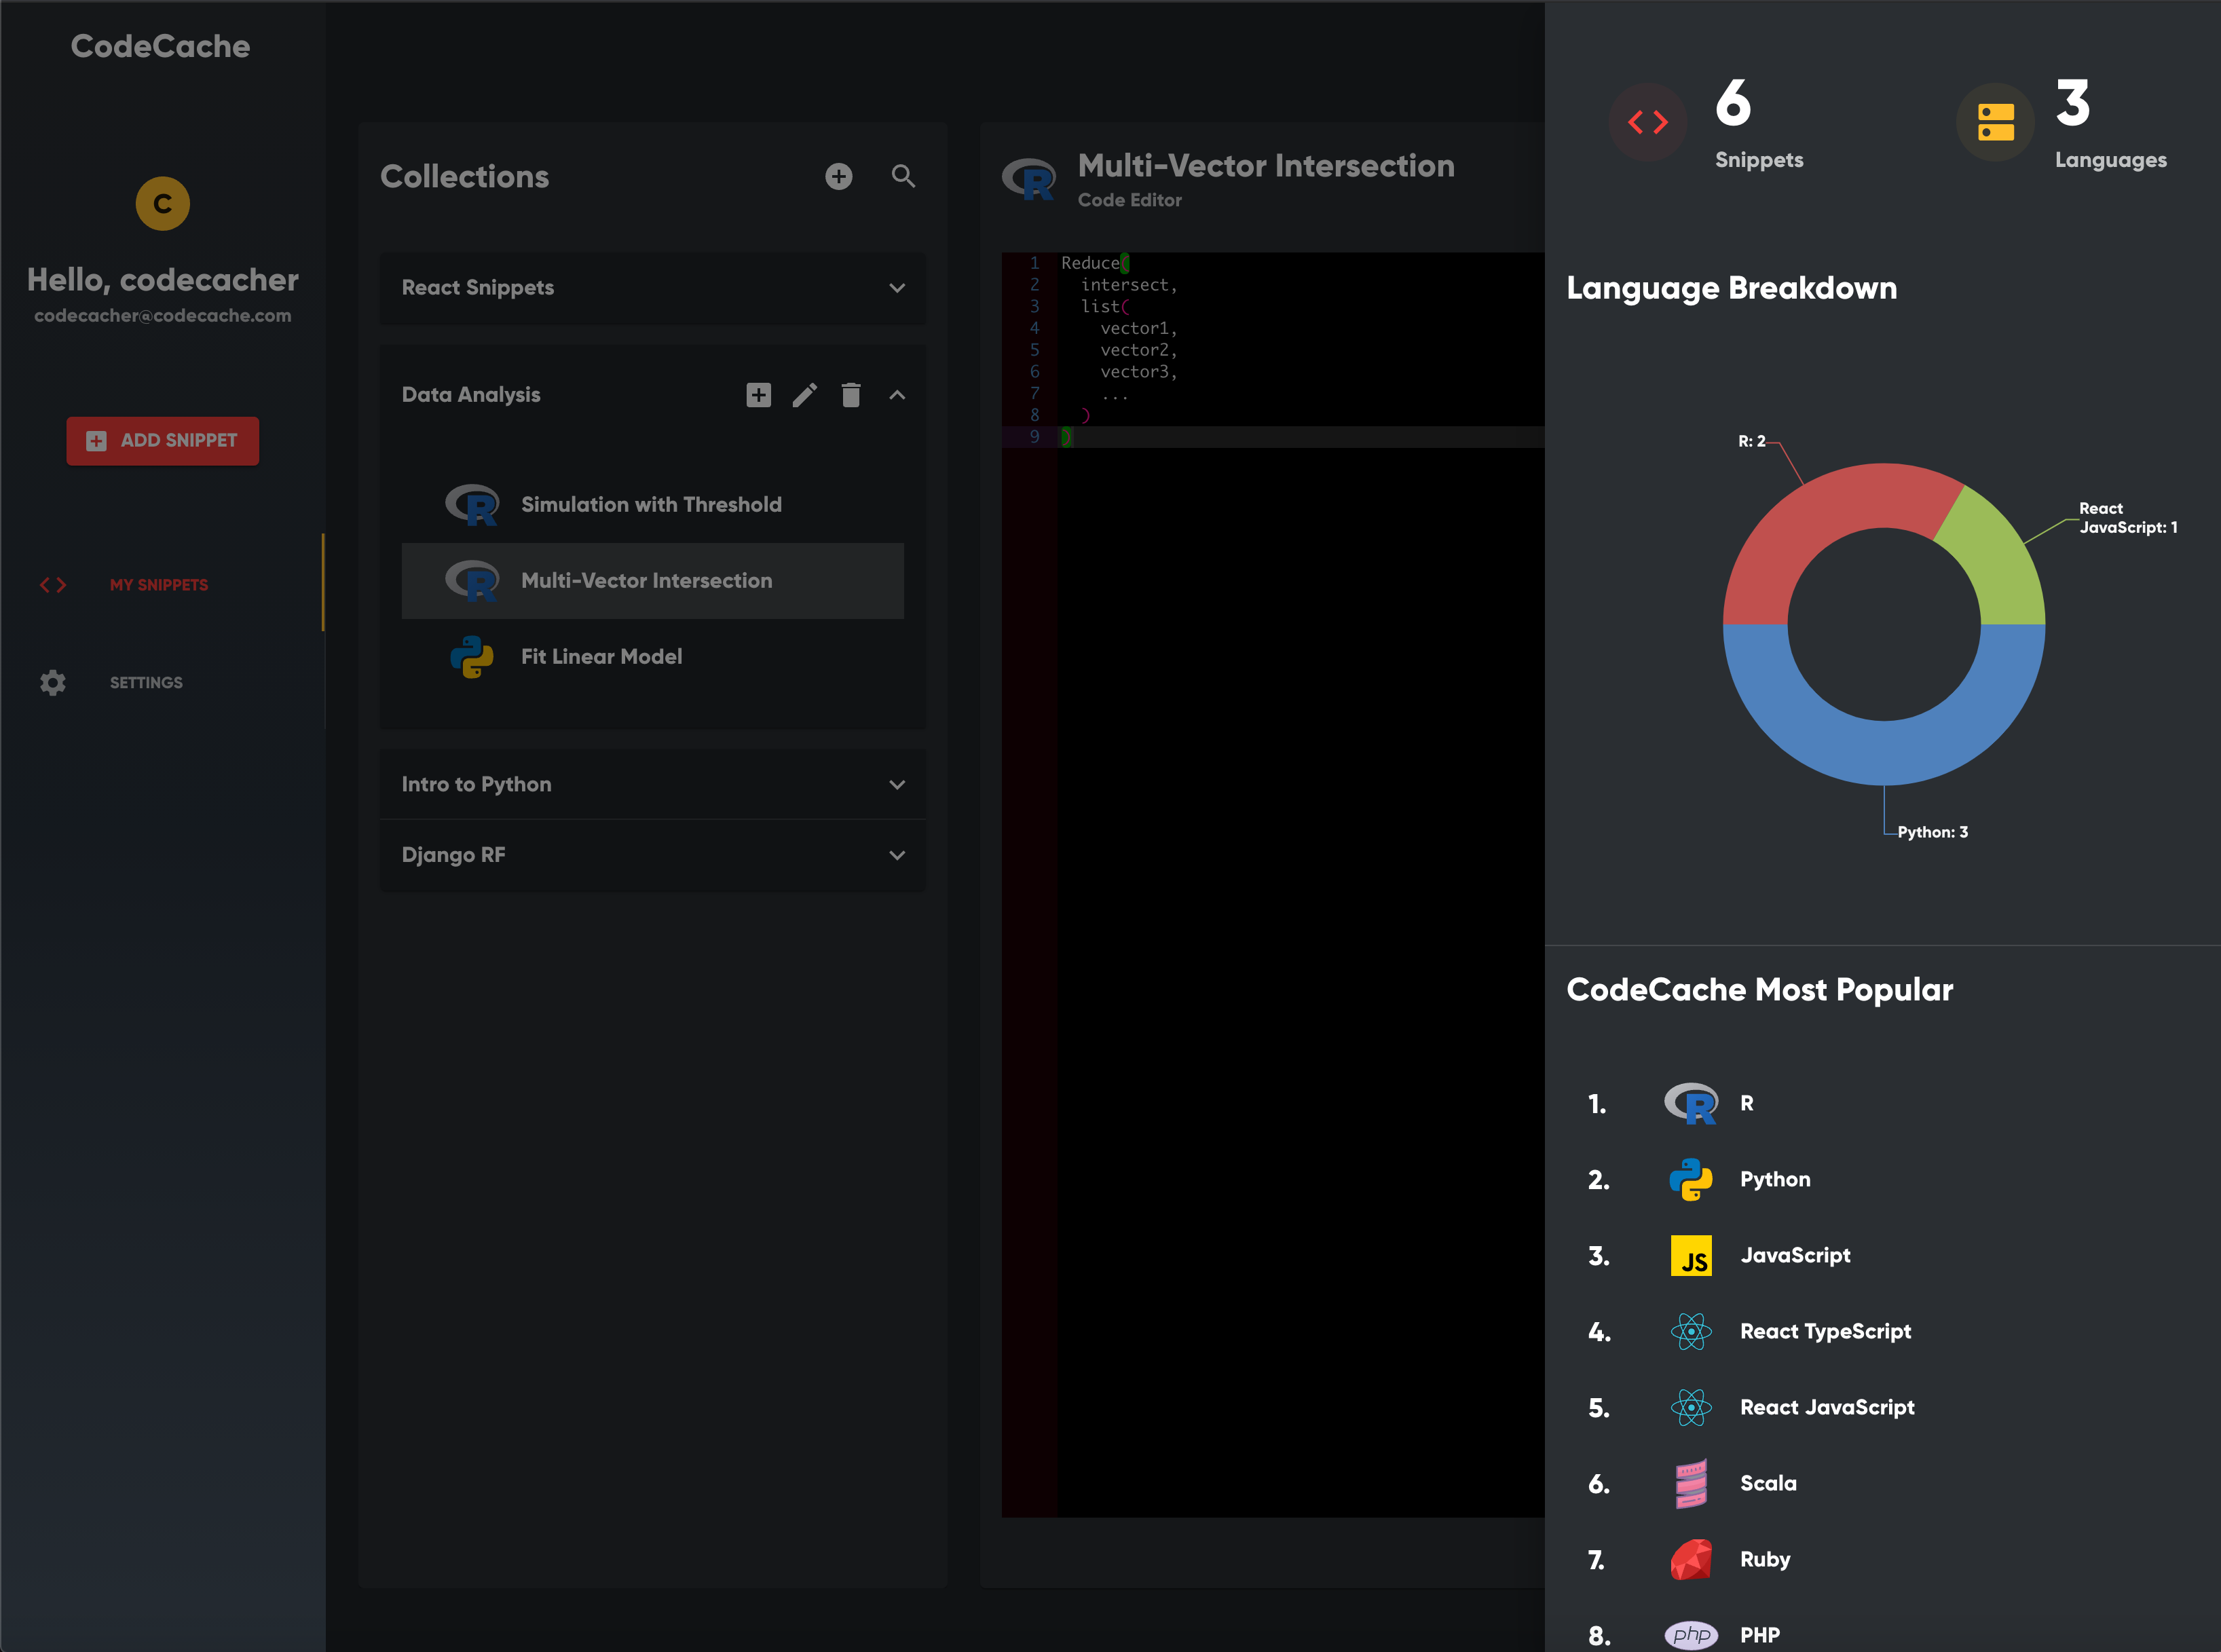 CodeCache
C
Hello, codecacher
codecacher@codecache.com
ADD SNIPPET
MY SNIPPETS
SETTINGS
Collections
React Snippets
Data Analysis
R Simulation with Threshold
R Multi-Vector Intersection
Fit Linear Model
Intro to Python
Django RF
R
Multi-Vector Intersection
Code Editor
1 Reduce(
2 intersect,
3 list(
4 vector1,
5 vector2,
6 vector3,
7 ...
8 )
9 )
6
Snippets
3
Languages
Language Breakdown
R: 2
React
JavaScript: 1
Python: 3
CodeCache Most Popular
1. R R
2. Python
3. JS JavaScript
4. React TypeScript
5. React JavaScript
6. Scala
7. Ruby
8. php PHP